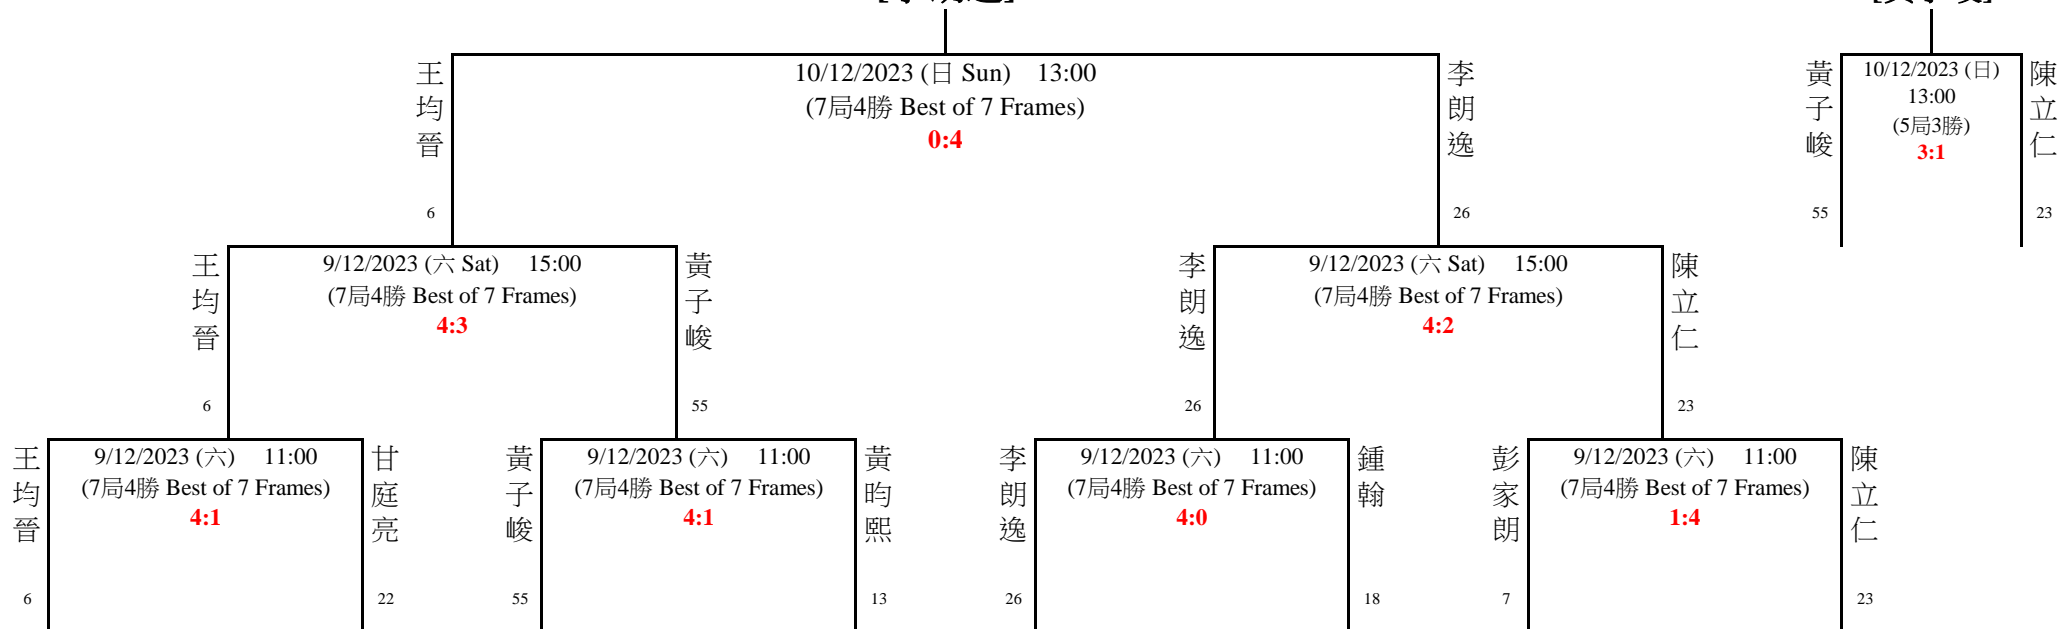 王均晉
10/12/2023 (日 Sun) 13:00
(7局4勝 Best of 7 Frames)
0:4
李朗逸
黃子峻
10/12/2023 (日)
13:00
(5局3勝)
3:1
陳立仁
6
26
55
23
王均晉
9/12/2023 (六 Sat) 15:00
(7局4勝 Best of 7 Frames)
4:3
黃子峻
李朗逸
9/12/2023 (六 Sat) 15:00
(7局4勝 Best of 7 Frames)
4:2
陳立仁
6
55
26
23
王均晉
9/12/2023 (六) 11:00
(7局4勝 Best of 7 Frames)
4:1
甘庭亮
黃子峻
9/12/2023 (六) 11:00
(7局4勝 Best of 7 Frames)
4:1
黃昀熙
李朗逸
9/12/2023 (六) 11:00
(7局4勝 Best of 7 Frames)
4:0
鍾翰
彭家朗
9/12/2023 (六) 11:00
(7局4勝 Best of 7 Frames)
1:4
陳立仁
6
22
55
13
26
18
7
23